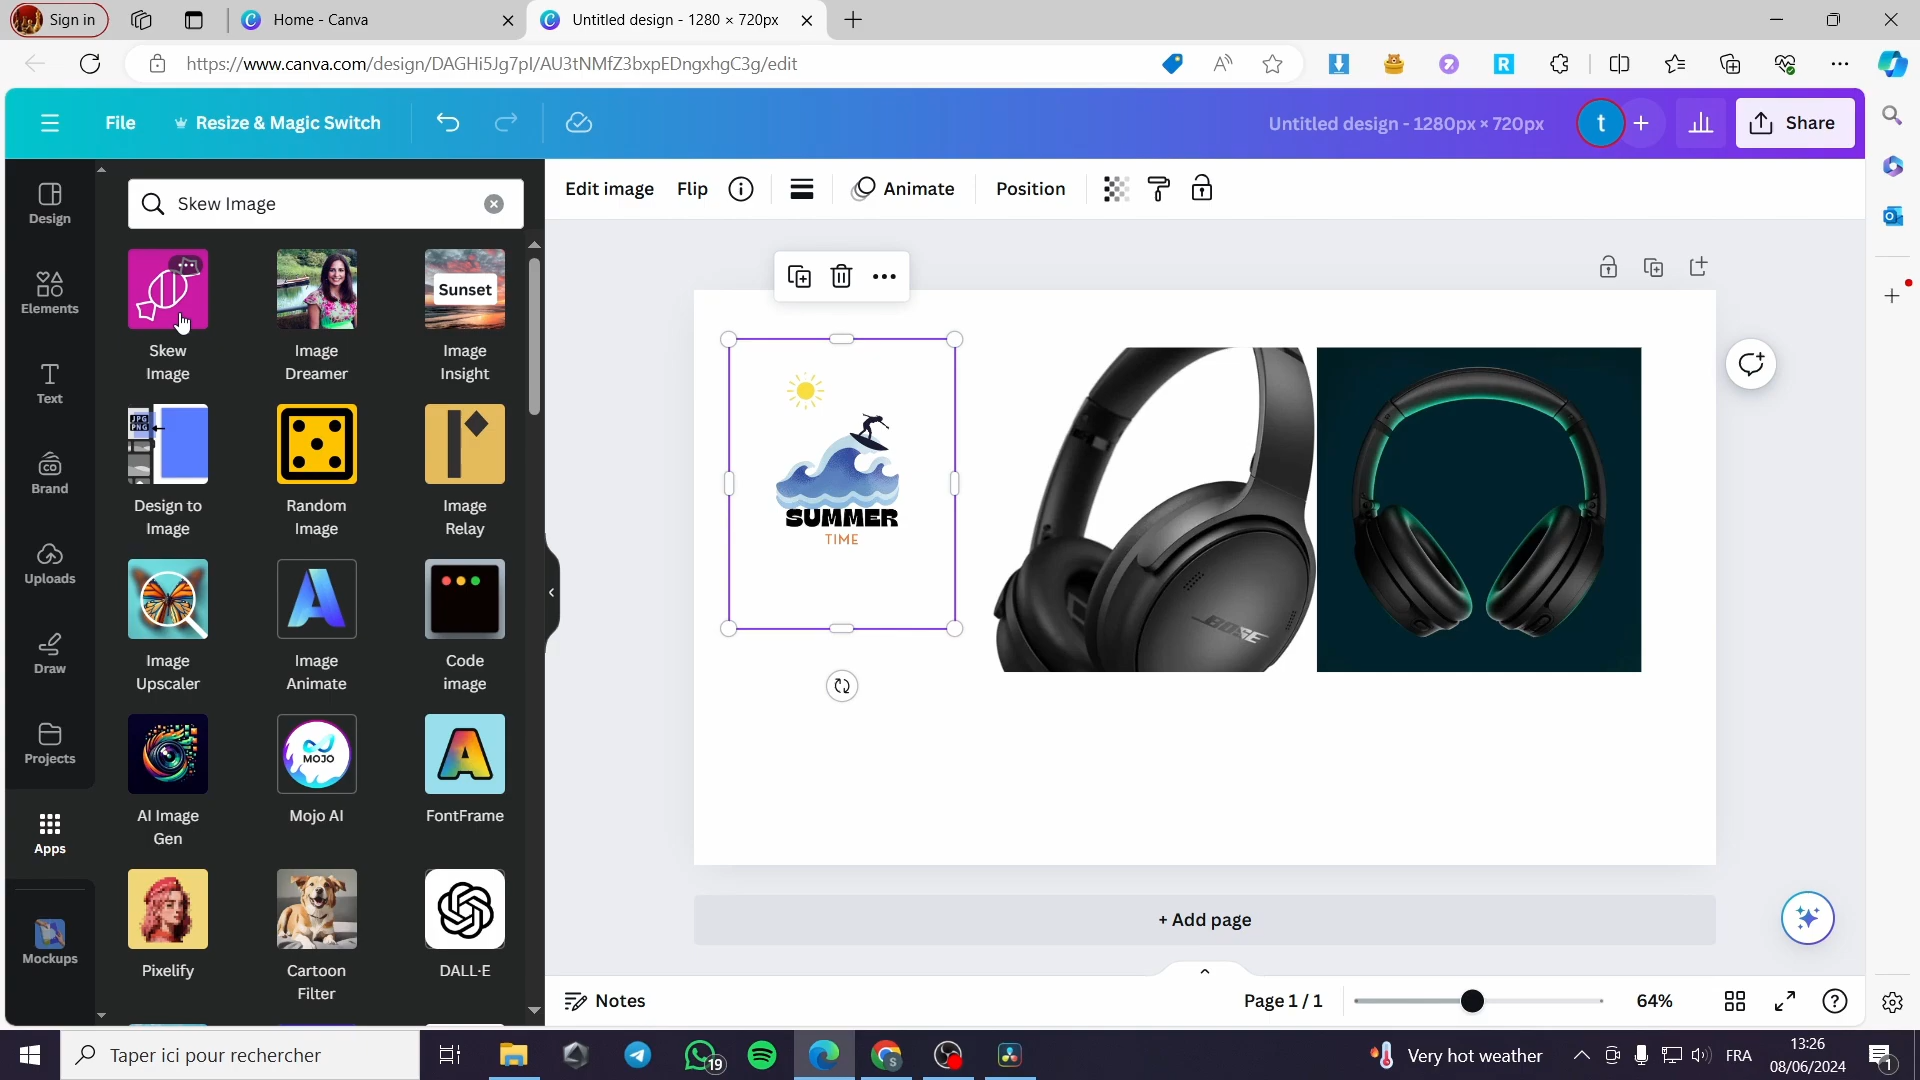 Sign in
Home - Canva
Untitled design - 1280 × 720px
https://www.canva.com/design/DAGHi5Jg7pI/AU3tNMfZ3bxpEDngxhgC3g/edit
File
Resize & Magic Switch
Untitled design - 1280px × 720px
t
Share
Design
Elements
Text
Brand
Uploads
Draw
Projects
Apps
Mockups
Skew Image
Skew Image
Image Dreamer
Sunset
Image Insight
JPG
PNG
Design to Image
Random Image
Image Relay
Image Upscaler
Image Animate
Code image
AI Image Gen
MOJO
Mojo AI
FontFrame
Pixelify
Cartoon Filter
DALL·E
Edit image
Flip
Animate
Position
SUMMER
TIME
BOSE
+ Add page
Notes
Page 1 / 1
64%
Taper ici pour rechercher
19
Very hot weather
FRA
13:26
08/06/2024
1